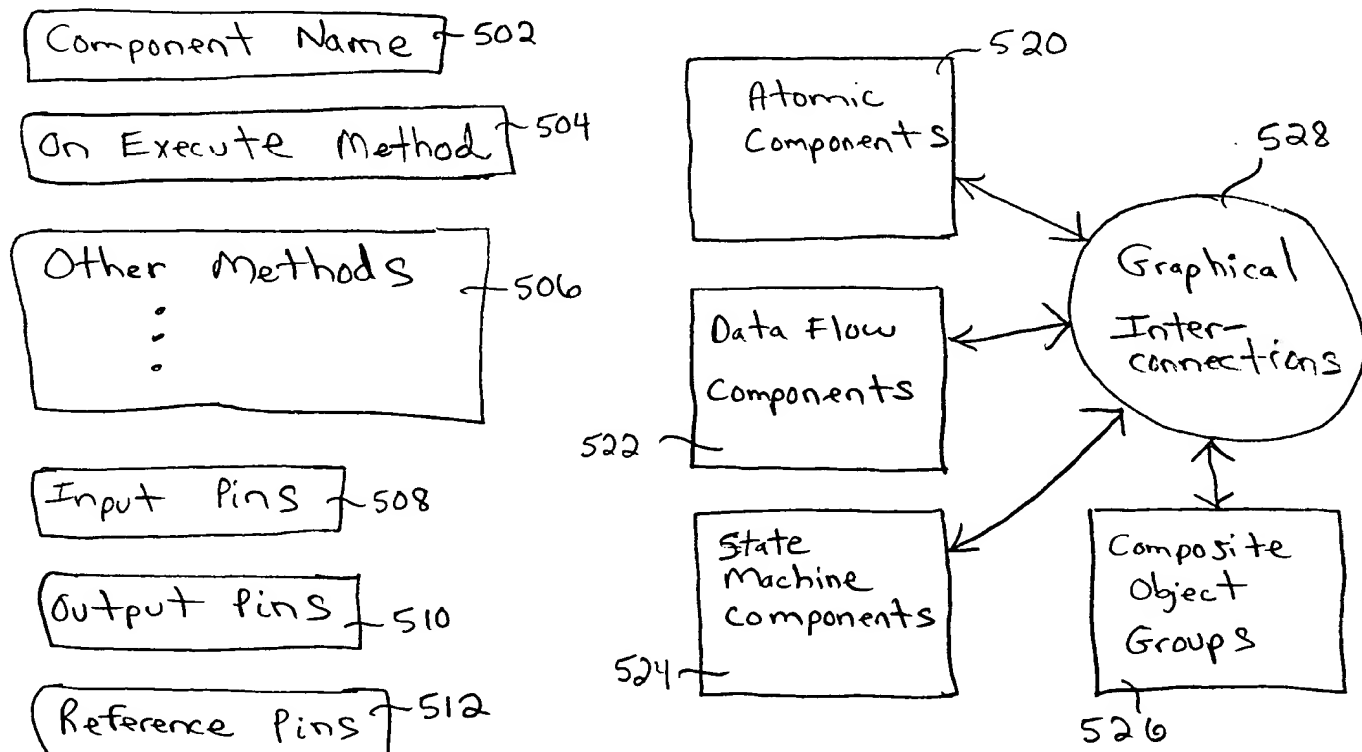 Component Name 502
On Execute Method 504
Other Methods
506
Input Pins 508
Output Pins 510
Reference Pins 512
520
Atomic
Components
528
Graphical
Inter-
connections
Data Flow
Components
522
State
Machine
Components
524
Composite
Object
Groups
526